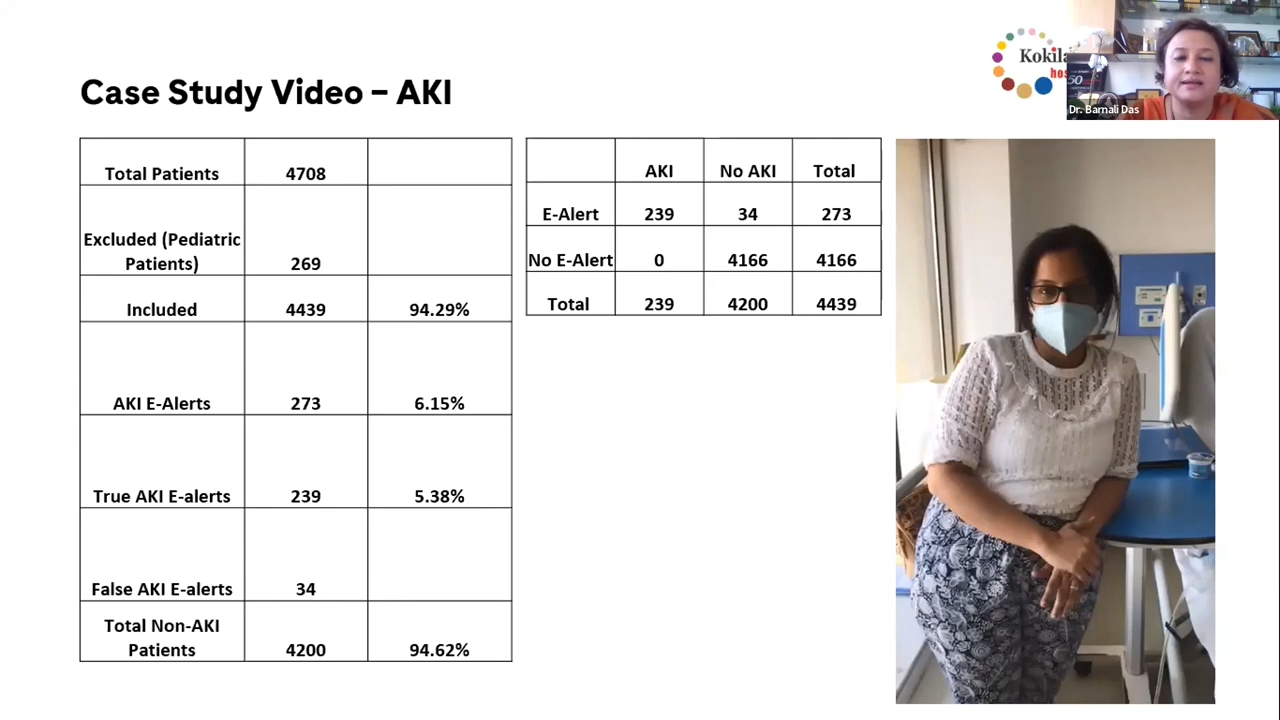 Kokila
hos
50
Dr. Barnali Das
Case Study Video – AKI
Total Patients 4708
Excluded (Pediatric
Patients) 269
Included 4439 94.29%
AKI E-Alerts 273 6.15%
True AKI E-alerts 239 5.38%
False AKI E-alerts 34
Total Non-AKI
Patients 4200 94.62%
AKI No AKI Total
E-Alert 239 34 273
No E-Alert 0 4166 4166
Total 239 4200 4439